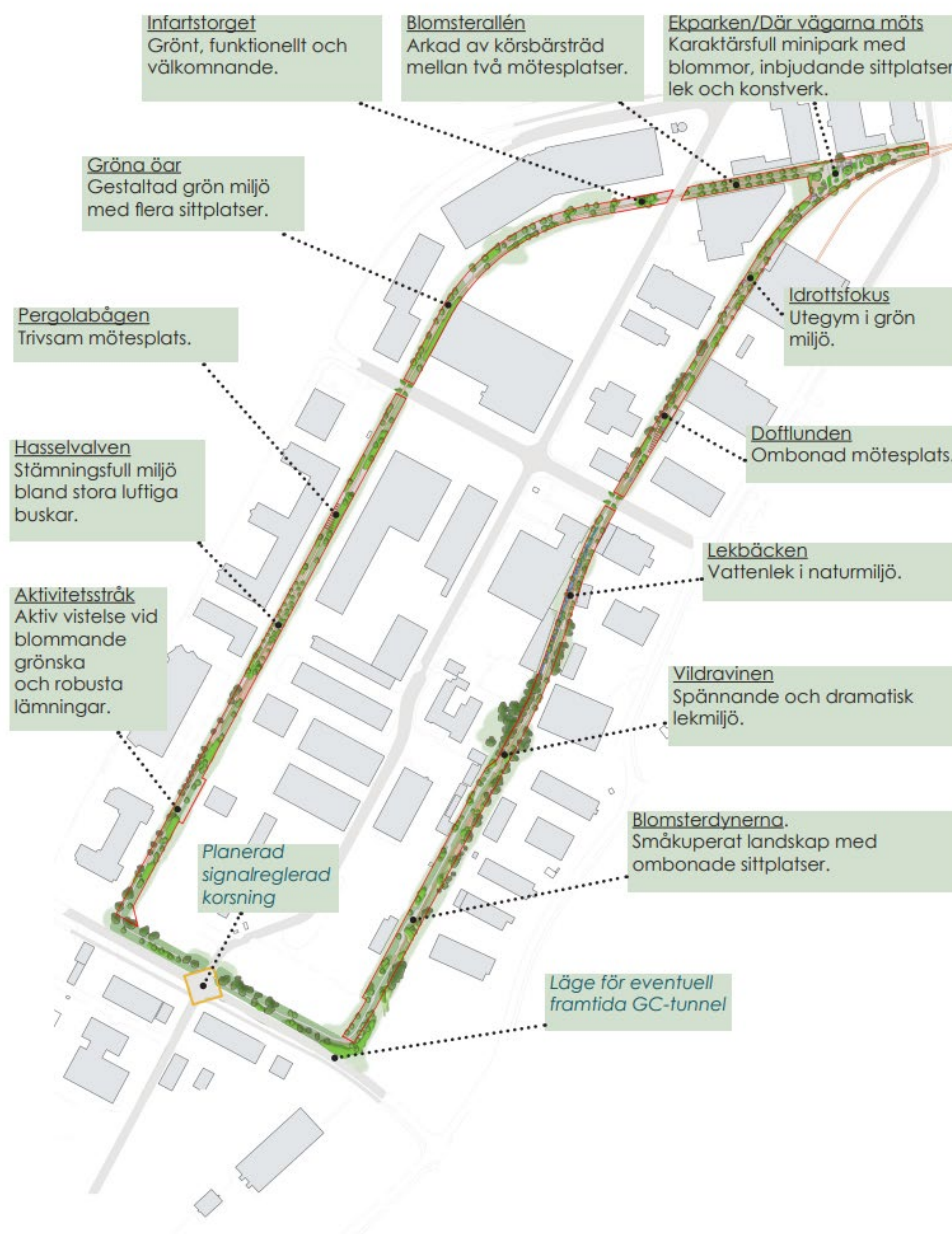 Infartstorget
Grönt, funktionellt och
välkomnande.
Blomsterallén
Arkad av körsbärsträd
mellan två mötesplatser.
Ekparken/Där vägarna möts
Karaktärsfull minipark med
blommor, inbjudande sittplatser
lek och konstverk.
Gröna öar
Gestaltad grön miljö
med flera sittplatser.
Pergolabågen
Trivsam mötesplats.
Hasselvalven
Stämningsfull miljö
bland stora luftiga
buskar.
Aktivitetsstråk
Aktiv vistelse vid
blommande
grönska
och robusta
lämningar.
Idrottsfokus
Utegym i grön
miljö.
Doftlunden
Ombonad mötesplats.
Lekbäcken
Vattenlek i naturmiljö.
Vildravinen
Spännande och dramatisk
lekmiljö.
Blomsterdynerna.
Småkuperat landskap med
ombonade sittplatser.
Planerad
signalreglerad
korsning
Läge för eventuell
framtida GC-tunnel